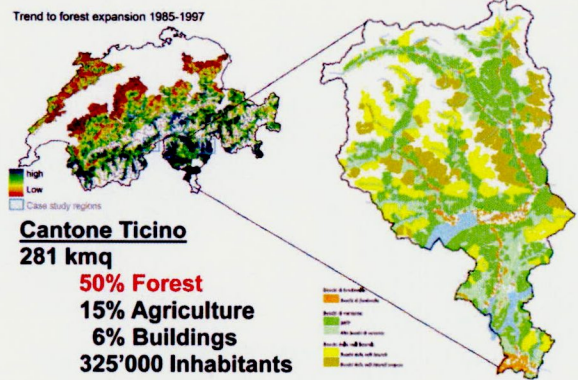 Trend to forest expansion 1985-1997
high
Low
Case study regions
Cantone Ticino
281 kmq
50% Forest
15% Agriculture
6% Buildings
325'000 Inhabitants